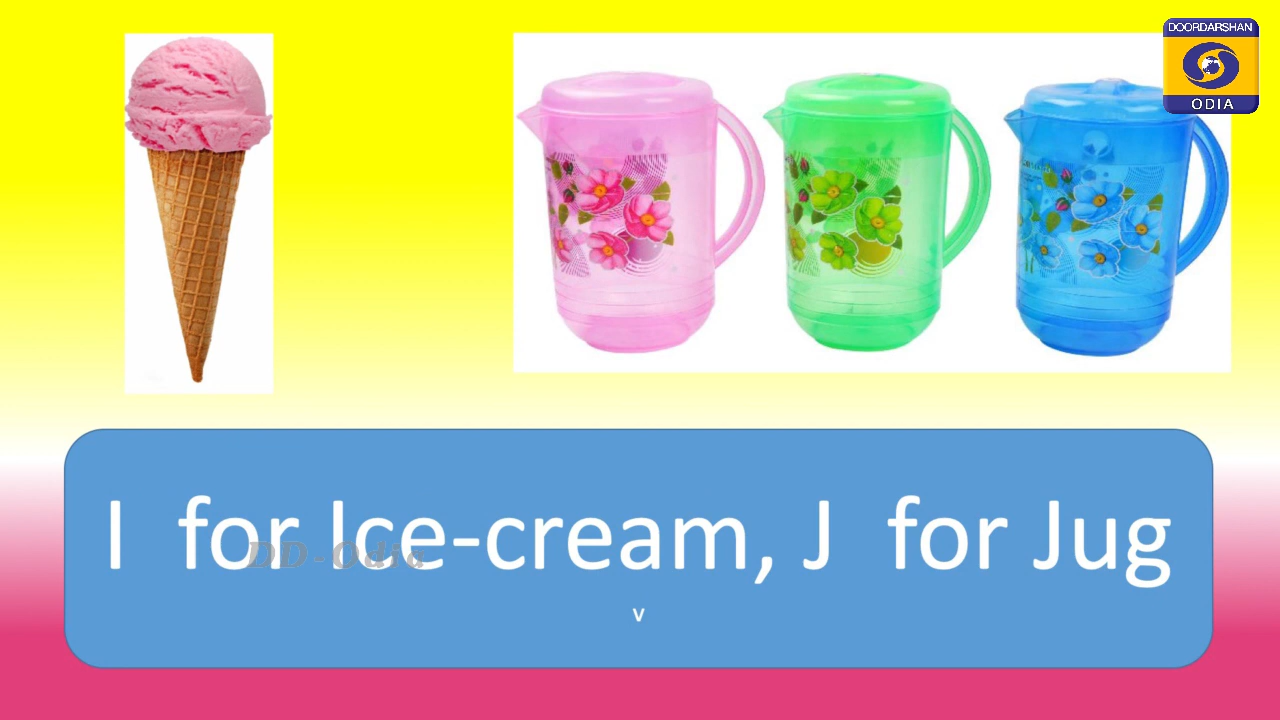 DOORDARSHAN
ODIA
I for Ice-cream, J for Jug
DD-Odia
v